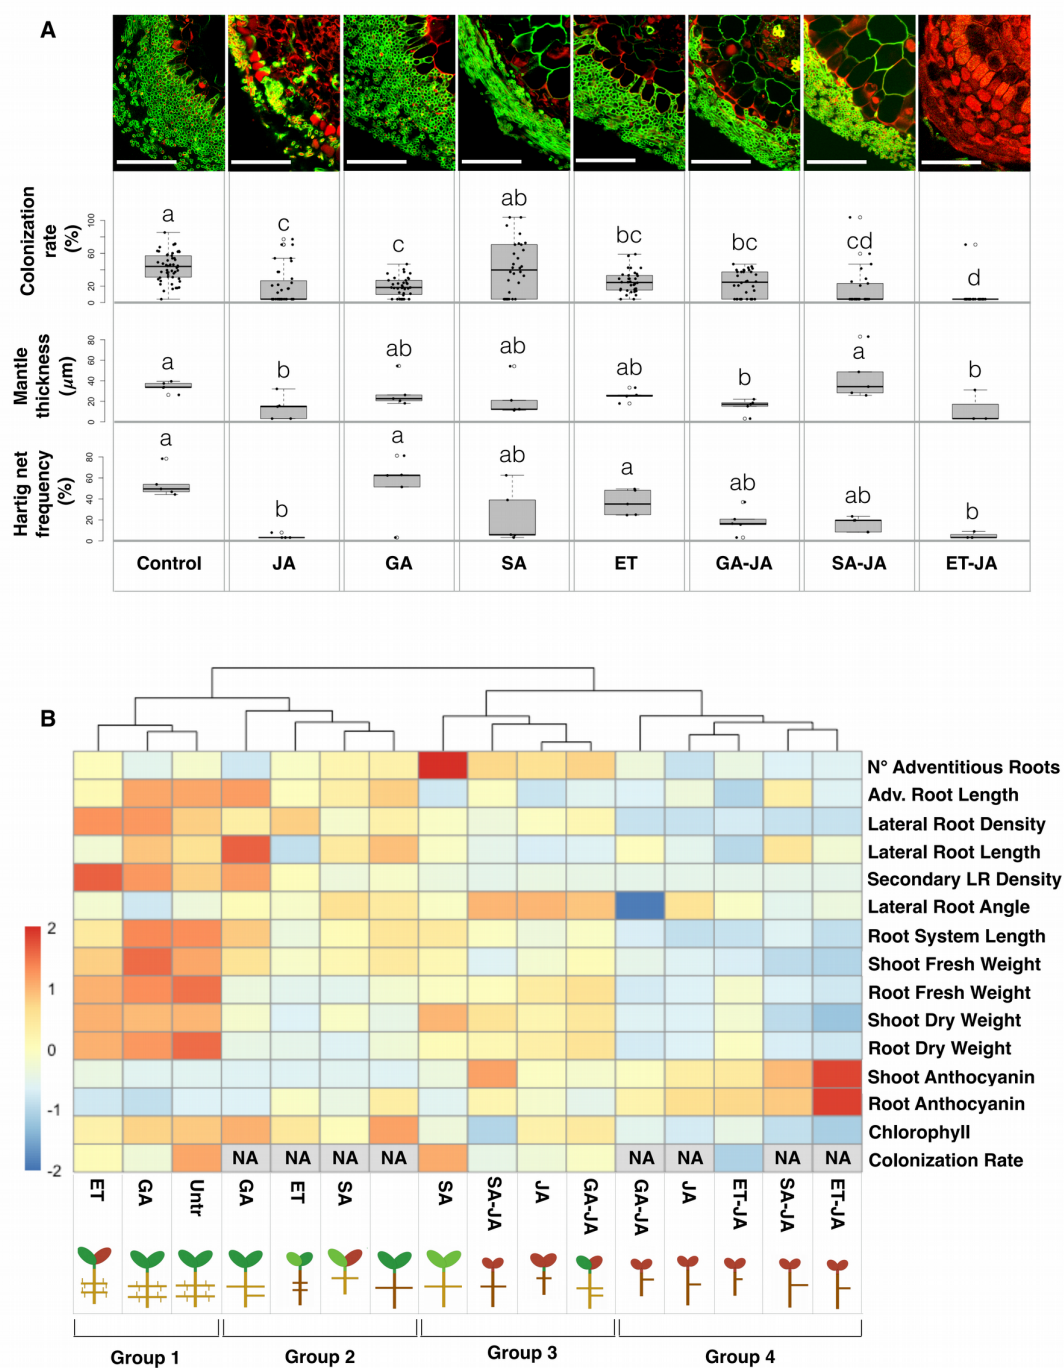 A
Colonization
rate
(%)
100
60
20
0
a
c
c
ab
bc
bc
cd
d
Mantle
thickness
(μm)
80
60
40
20
0
a
b
ab
ab
ab
b
a
b
Hartig net
frequency
(%)
80
60
40
20
0
a
b
a
ab
a
ab
ab
b
Control JA GA SA ET GA-JA SA-JA ET-JA
B
N° Adventitious Roots
Adv. Root Length
Lateral Root Density
Lateral Root Length
Secondary LR Density
Lateral Root Angle
Root System Length
Shoot Fresh Weight
Root Fresh Weight
Shoot Dry Weight
Root Dry Weight
Shoot Anthocyanin
Root Anthocyanin
Chlorophyll
Colonization Rate
2
1
0
-1
-2
NA NA NA NA NA NA NA NA
ET GA Untr GA ET SA SA SA-JA JA GA-JA GA-JA JA ET-JA SA-JA ET-JA
Group 1 Group 2 Group 3 Group 4